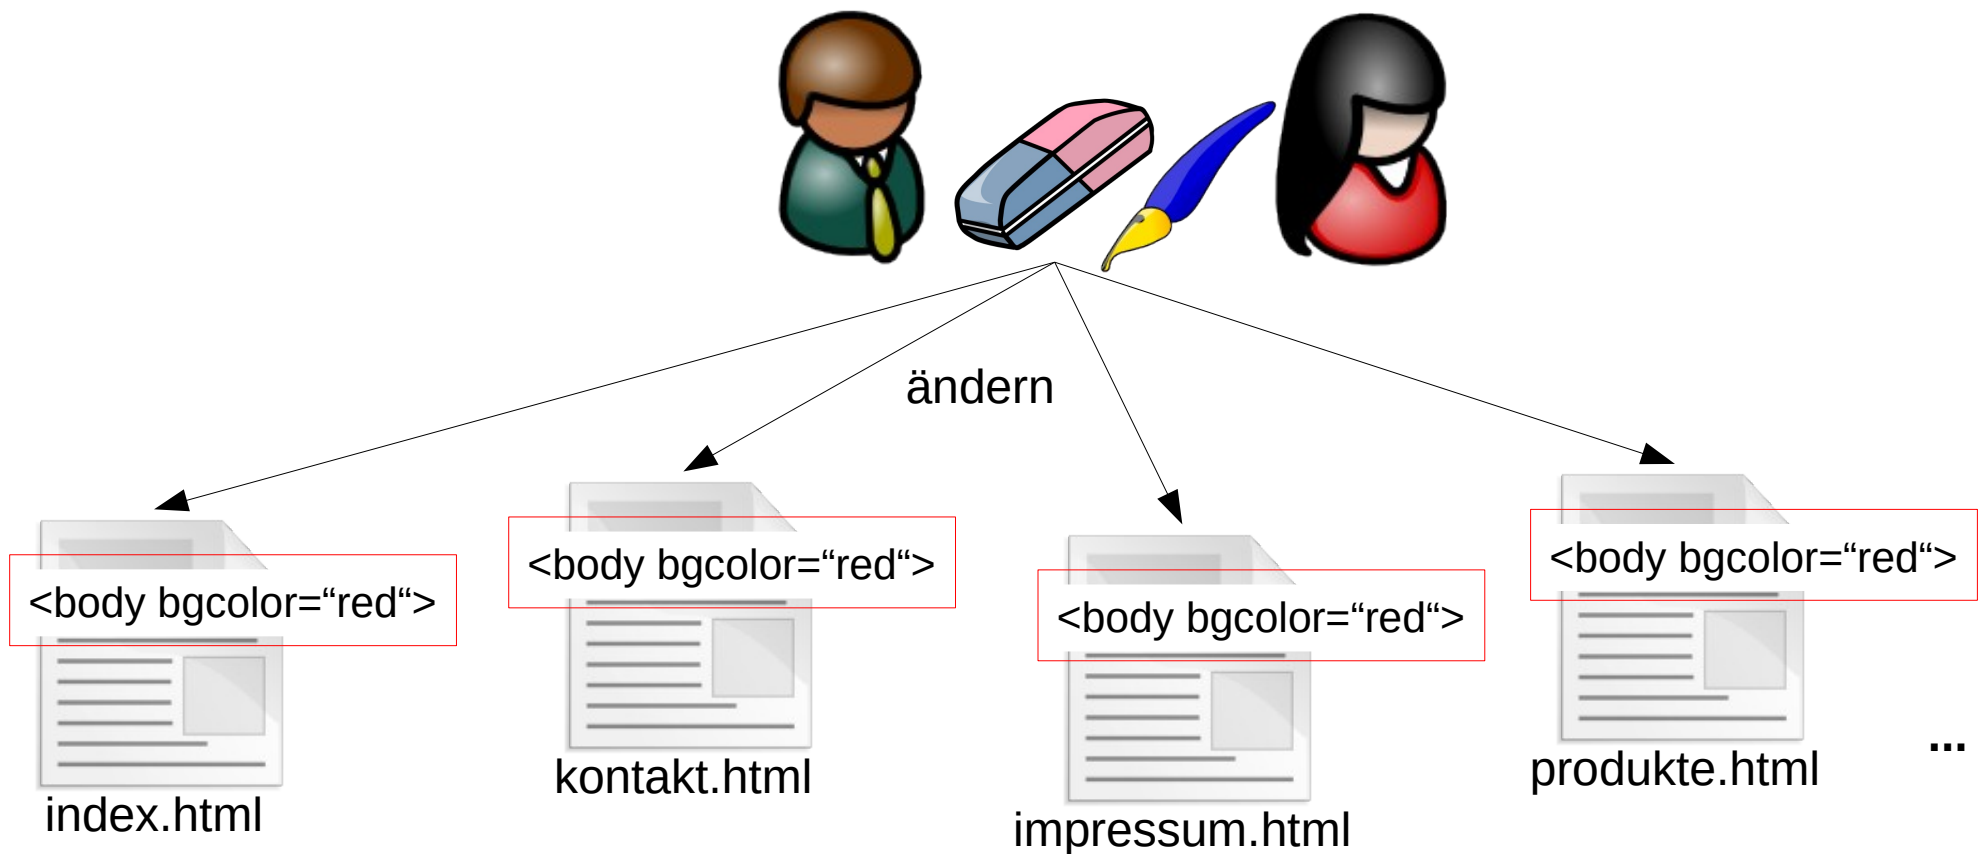 ändern
<body bgcolor=“red“>
index.html
<body bgcolor=“red“>
kontakt.html
<body bgcolor=“red“>
impressum.html
<body bgcolor=“red“>
produkte.html
...